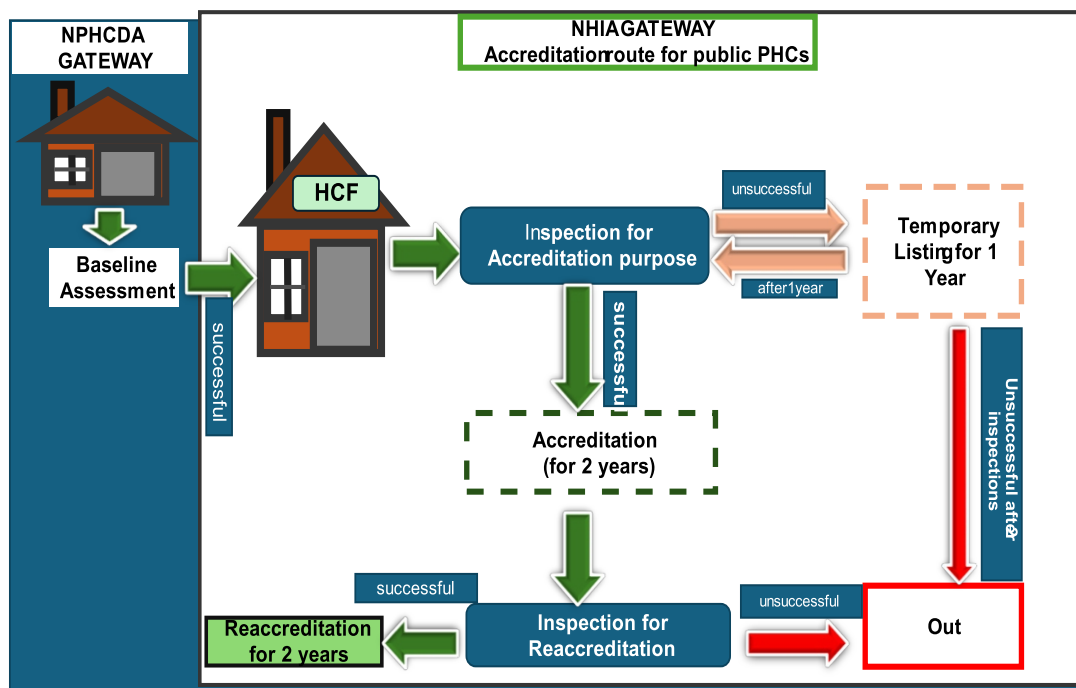 NPHCDA
GATEWAY
NHIAGATEWAY
Accreditationroute for public PHCs
HCF
Baseline
Assessment
successful
Inspection for
Accreditation purpose
unsuccessful
after1year
Temporary
Listingfor 1
Year
successfu
Accreditation
(for 2 years)
Unsuccessful after
inspections
successful
Reaccreditation
for 2 years
Inspection for
Reaccreditation
unsuccessful
Out